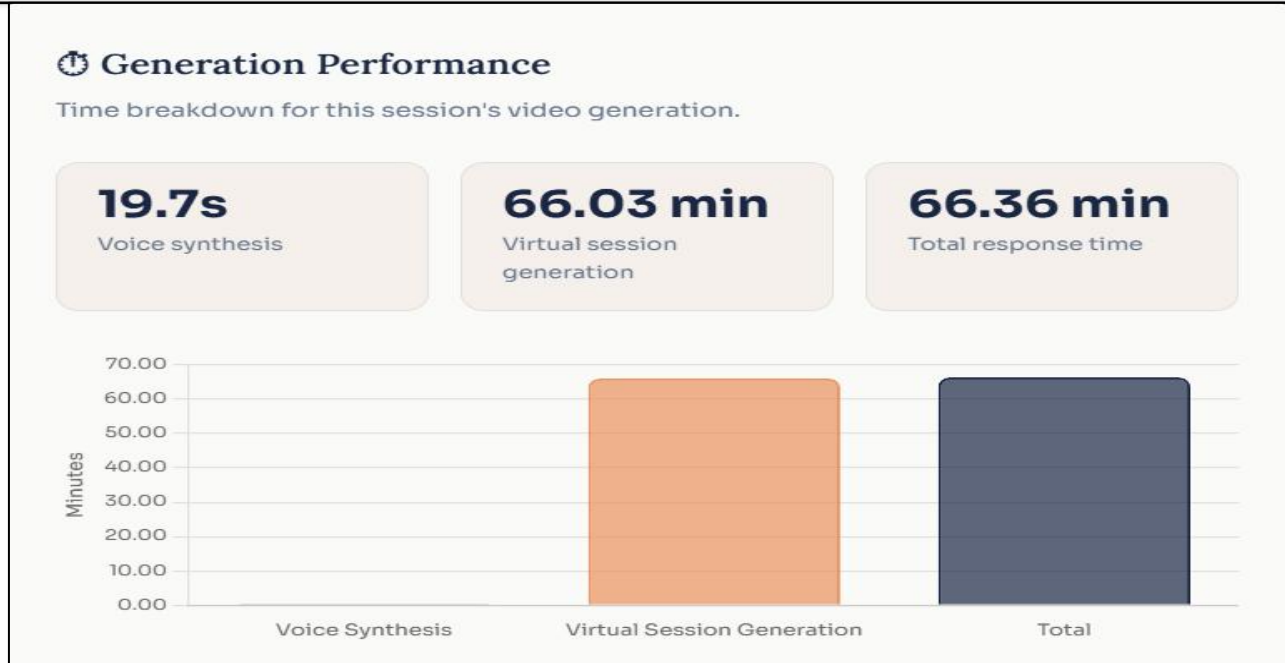 ⏱ Generation Performance
Time breakdown for this session's video generation.
19.7s
Voice synthesis
66.03 min
Virtual session
generation
66.36 min
Total response time
70.00
60.00
50.00
40.00
30.00
20.00
10.00
0.00
Minutes
Voice Synthesis
Virtual Session Generation
Total